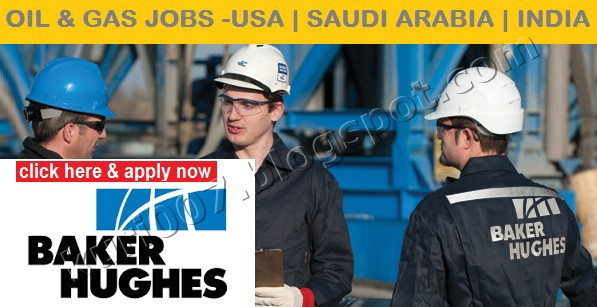 OIL & GAS JOBS -USA | SAUDI ARABIA | INDIA
click here & apply now
BAKER
HUGHES
BAKER
HUGHES